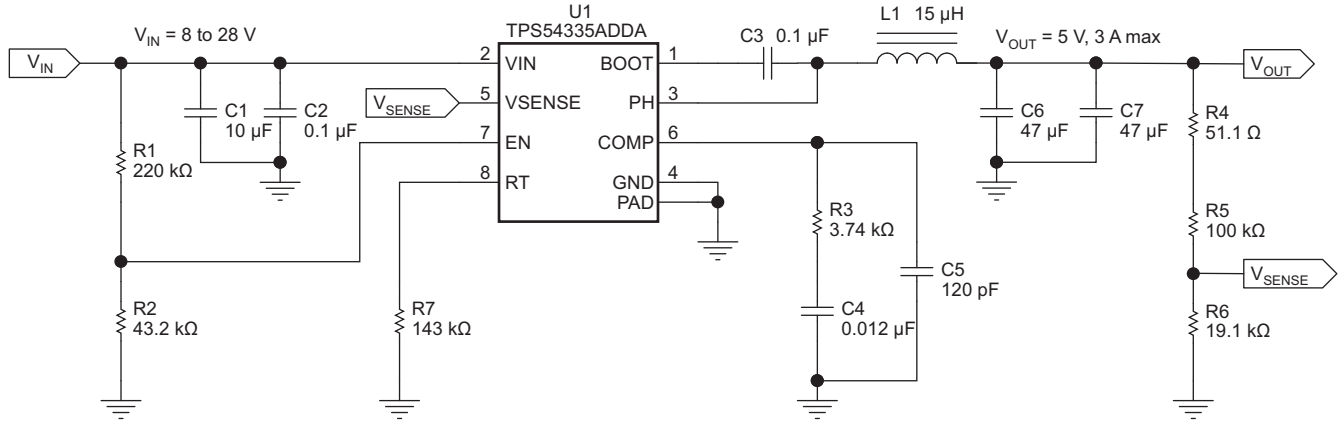 U1
TPS54335ADDA
V_IN = 8 to 28 V
V_IN
2 VIN
5 VSENSE
7 EN
8 RT
BOOT 1
PH 3
COMP 6
GND 4
PAD
V_SENSE
C1
10 µF
C2
0.1 µF
R1
220 kΩ
R2
43.2 kΩ
R7
143 kΩ
C3 0.1 µF
L1 15 µH
V_OUT = 5 V, 3 A max
V_OUT
C6
47 µF
C7
47 µF
R4
51.1 Ω
R5
100 kΩ
V_SENSE
R6
19.1 kΩ
R3
3.74 kΩ
C4
0.012 µF
C5
120 pF